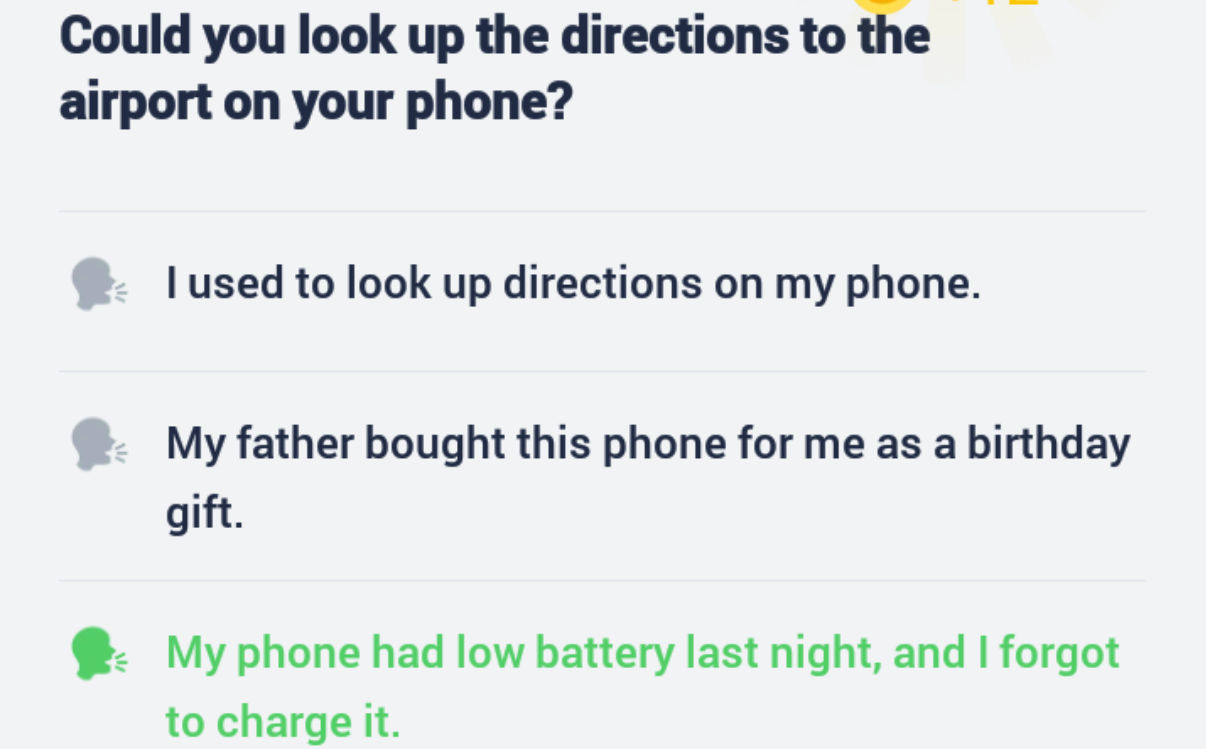 Could you look up the directions to the
airport on your phone?
I used to look up directions on my phone.
My father bought this phone for me as a birthday
gift.
My phone had low battery last night, and I forgot
to charge it.